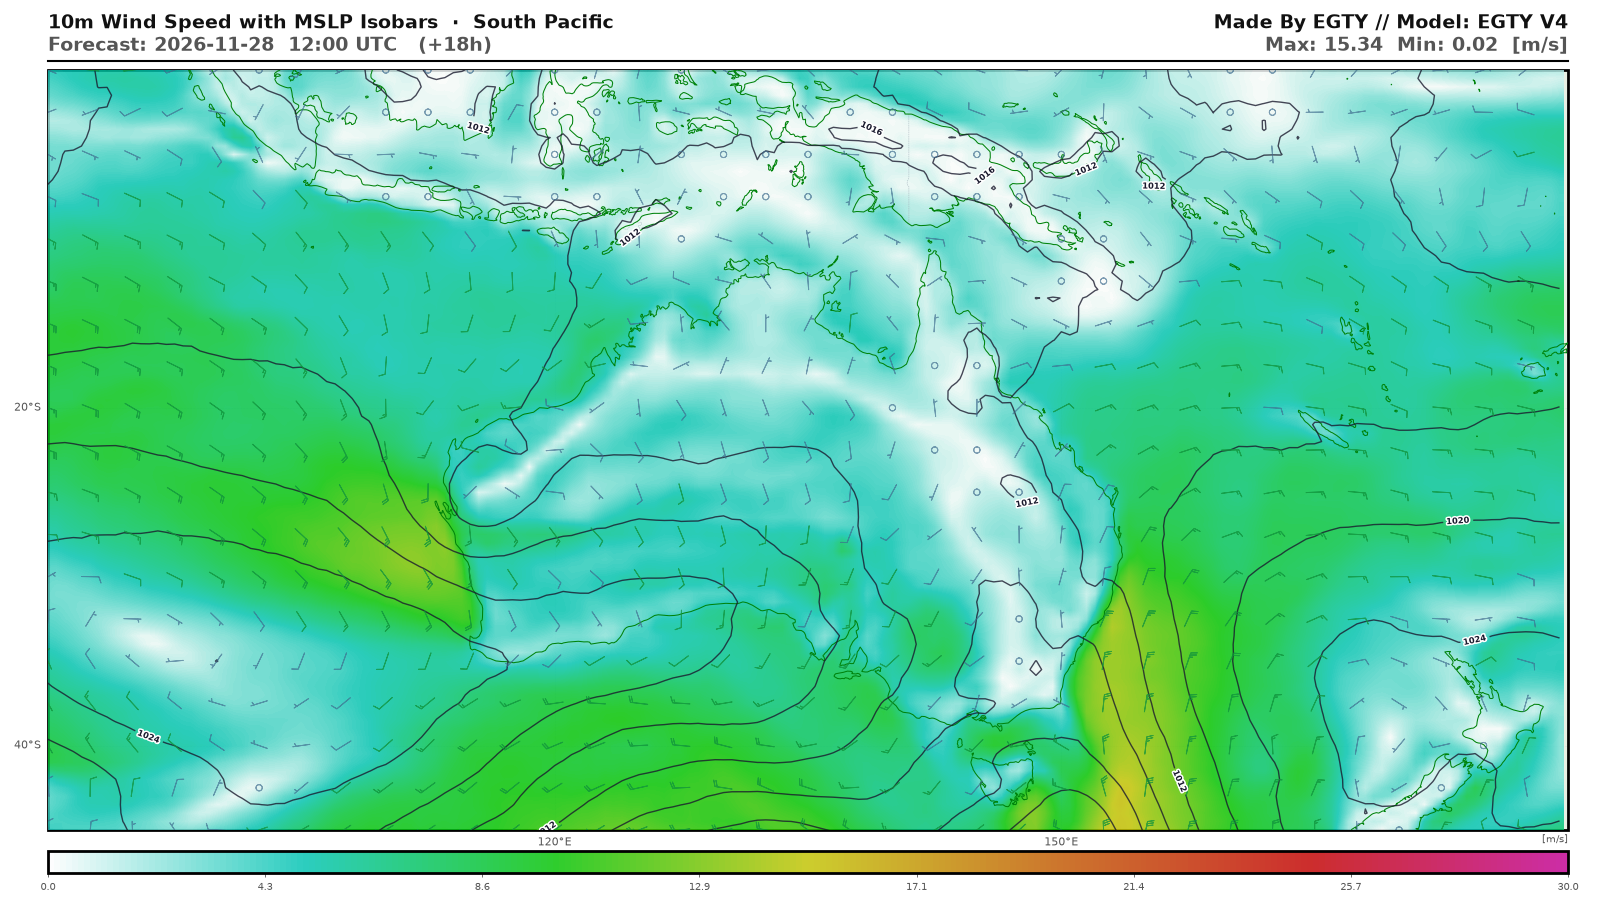 10m Wind Speed with MSLP Isobars · South Pacific
Made By EGTY // Model: EGTY V4
Forecast: 2026-11-28 12:00 UTC (+18h)
Max: 15.34 Min: 0.02 [m/s]
1012
1016
1012
1016
1012
1012
20°S
1012
1020
1024
1024
40°S
1012
120°E
150°E
[m/s]
0.0
4.3
8.6
12.9
17.1
21.4
25.7
30.0